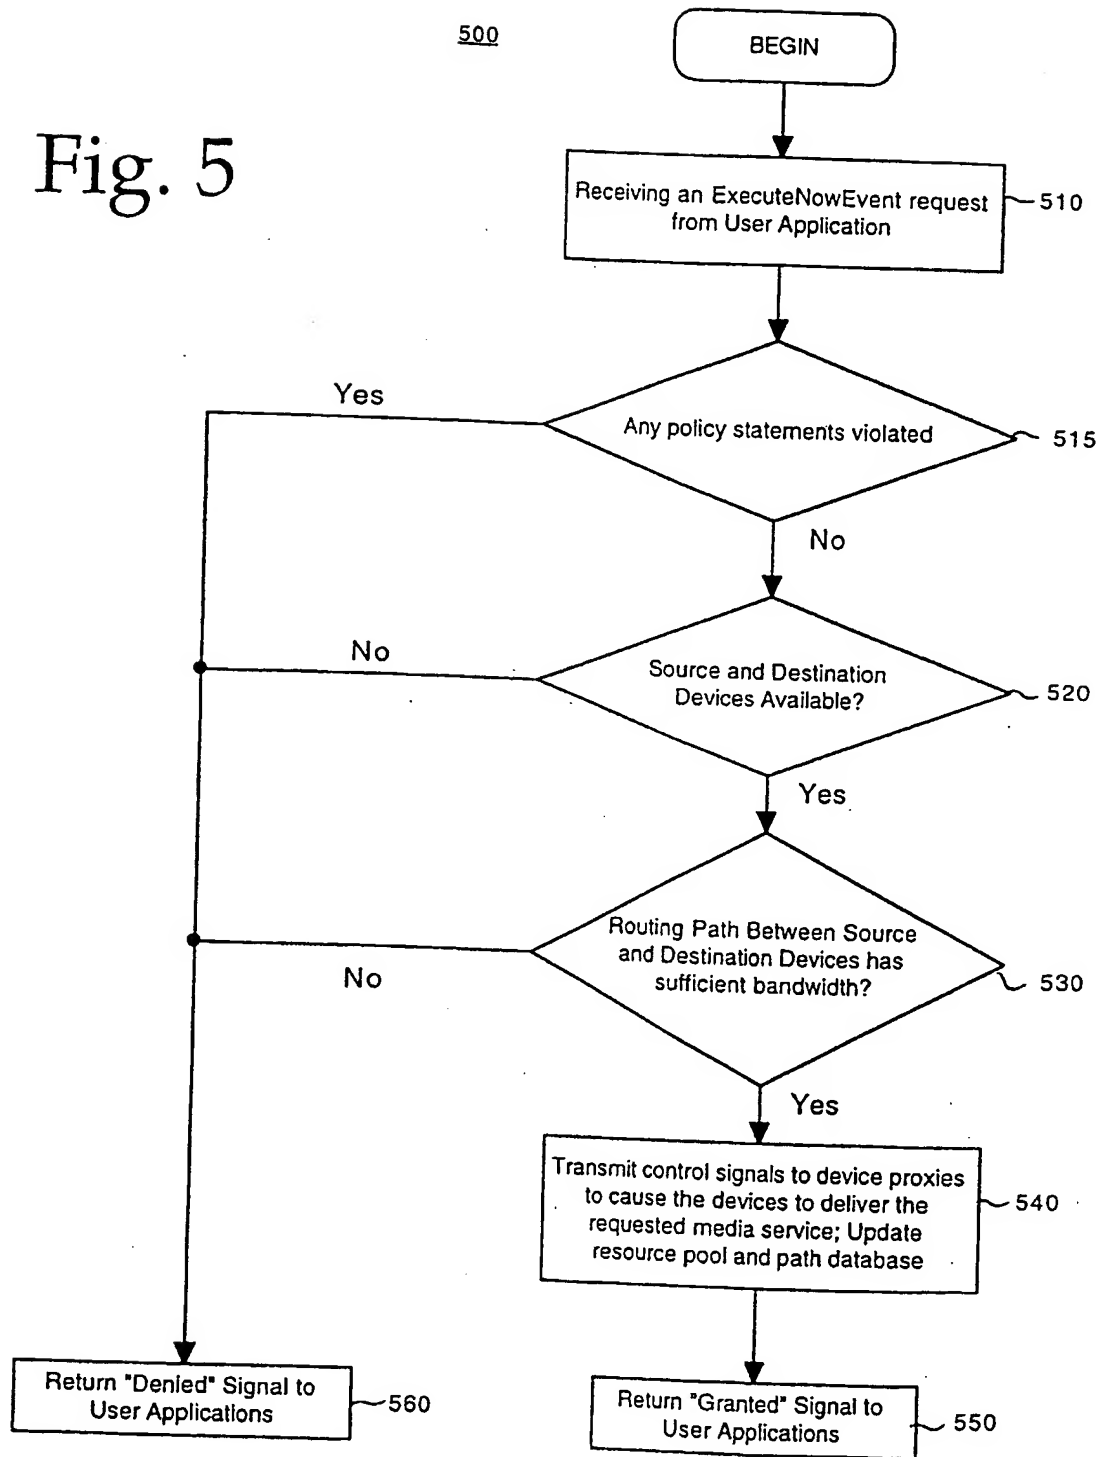 500
BEGIN
Fig. 5
Receiving an ExecuteNowEvent request
from User Application
510
Yes
Any policy statements violated
515
No
No
Source and Destination
Devices Available?
520
Yes
Routing Path Between Source
and Destination Devices has
sufficient bandwidth?
530
No
Yes
Transmit control signals to device proxies
to cause the devices to deliver the
requested media service; Update
resource pool and path database
540
Return "Denied" Signal to
User Applications
560
Return "Granted" Signal to
User Applications
550